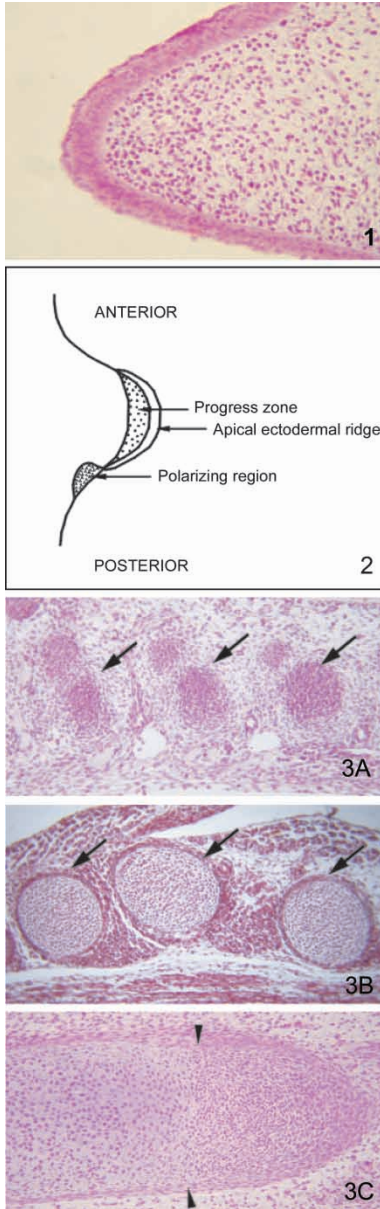 1
ANTERIOR
Progress zone
Apical ectodermal ridge
Polarizing region
POSTERIOR
2
3A
3B
3C